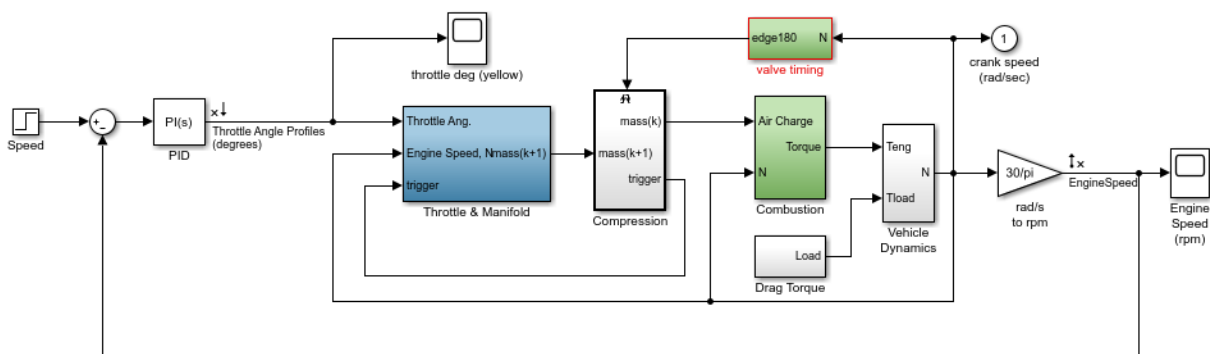 edge180 N
valve timing
1
crank speed
(rad/sec)
throttle deg (yellow)
Speed
+
−
PI(s)
PID
Throttle Angle Profiles
(degrees)
Throttle Ang.
Engine Speed, N
mass(k+1)
trigger
Throttle & Manifold
mass(k)
mass(k+1)
trigger
Compression
Air Charge
Torque
N
Combustion
Load
Drag Torque
Teng
N
Tload
Vehicle
Dynamics
30/pi
rad/s
to rpm
EngineSpeed
Engine
Speed
(rpm)